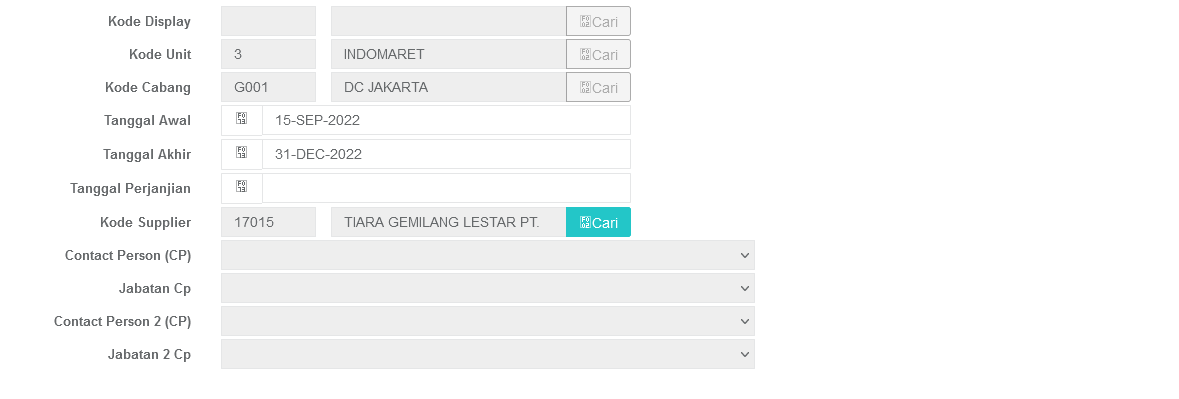 Kode Display Cari
Kode Unit 3 INDOMARET Cari
Kode Cabang G001 DC JAKARTA Cari
Tanggal Awal 15-SEP-2022
Tanggal Akhir 31-DEC-2022
Tanggal Perjanjian
Kode Supplier 17015 TIARA GEMILANG LESTAR PT. Cari
Contact Person (CP)
Jabatan Cp
Contact Person 2 (CP)
Jabatan 2 Cp